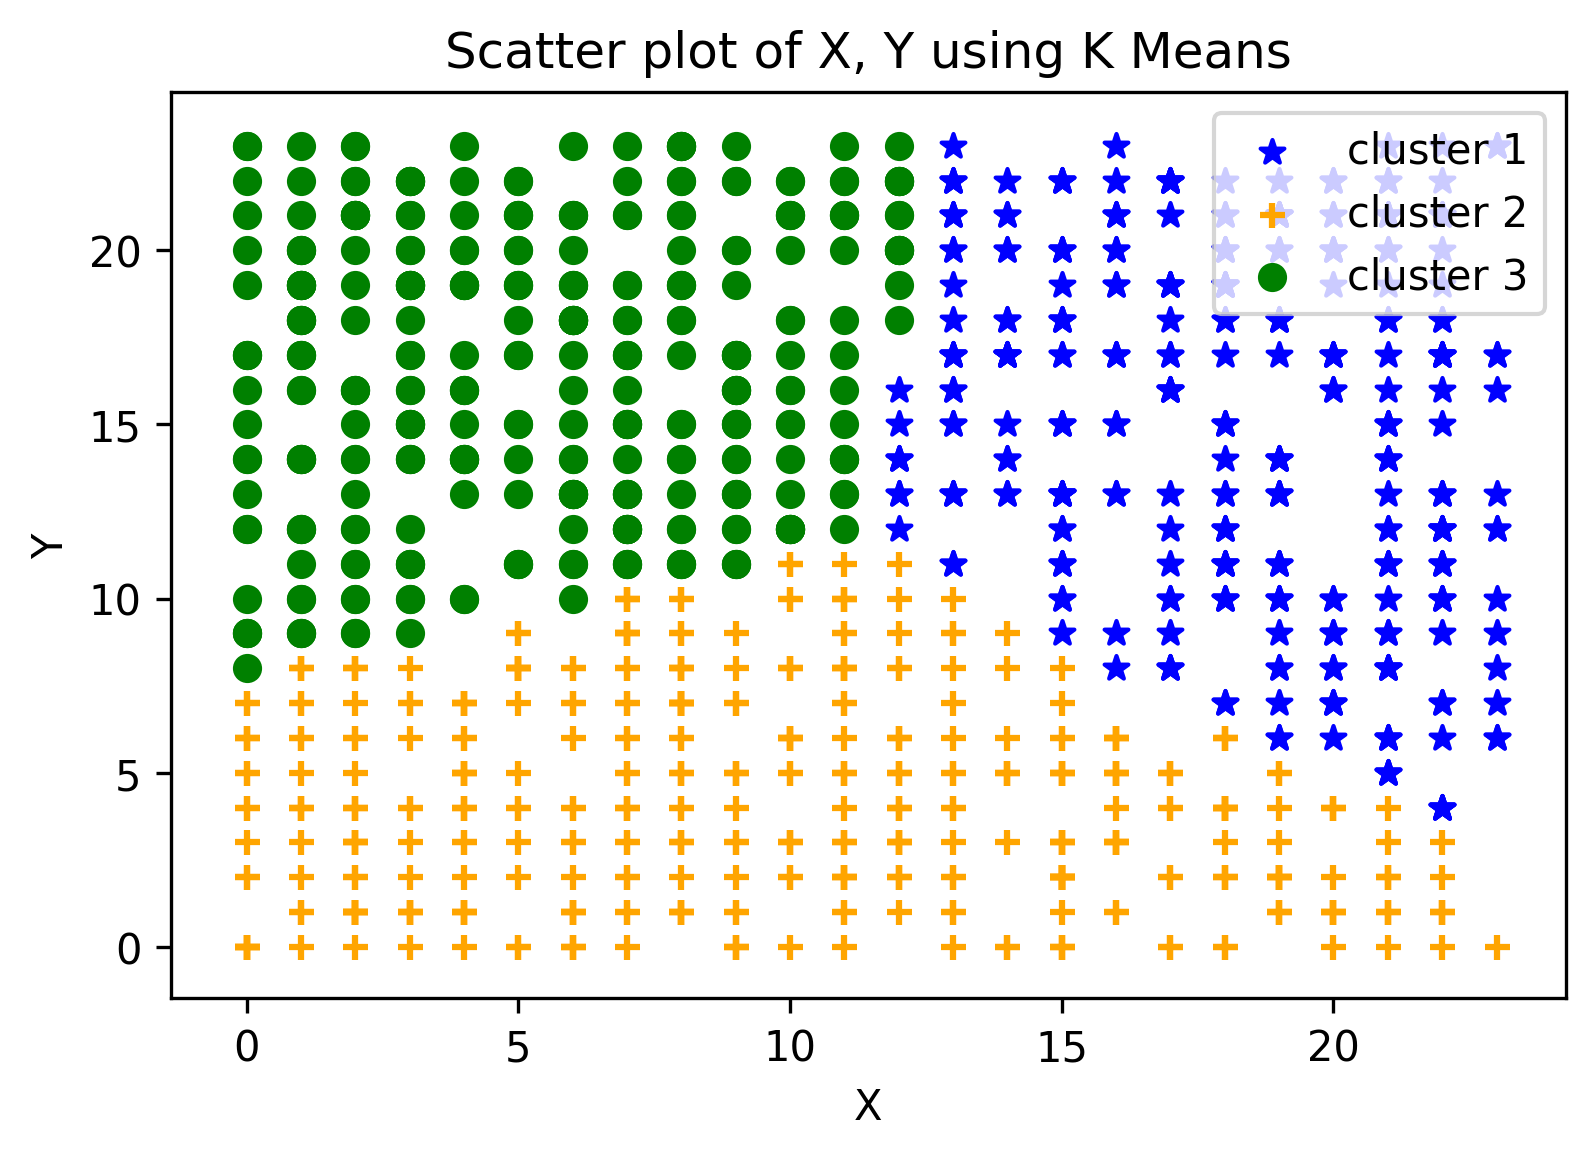 Scatter plot of X, Y using K Means
cluster 1
cluster 2
cluster 3
20
15
10
5
0
Y
0 5 10 15 20
X